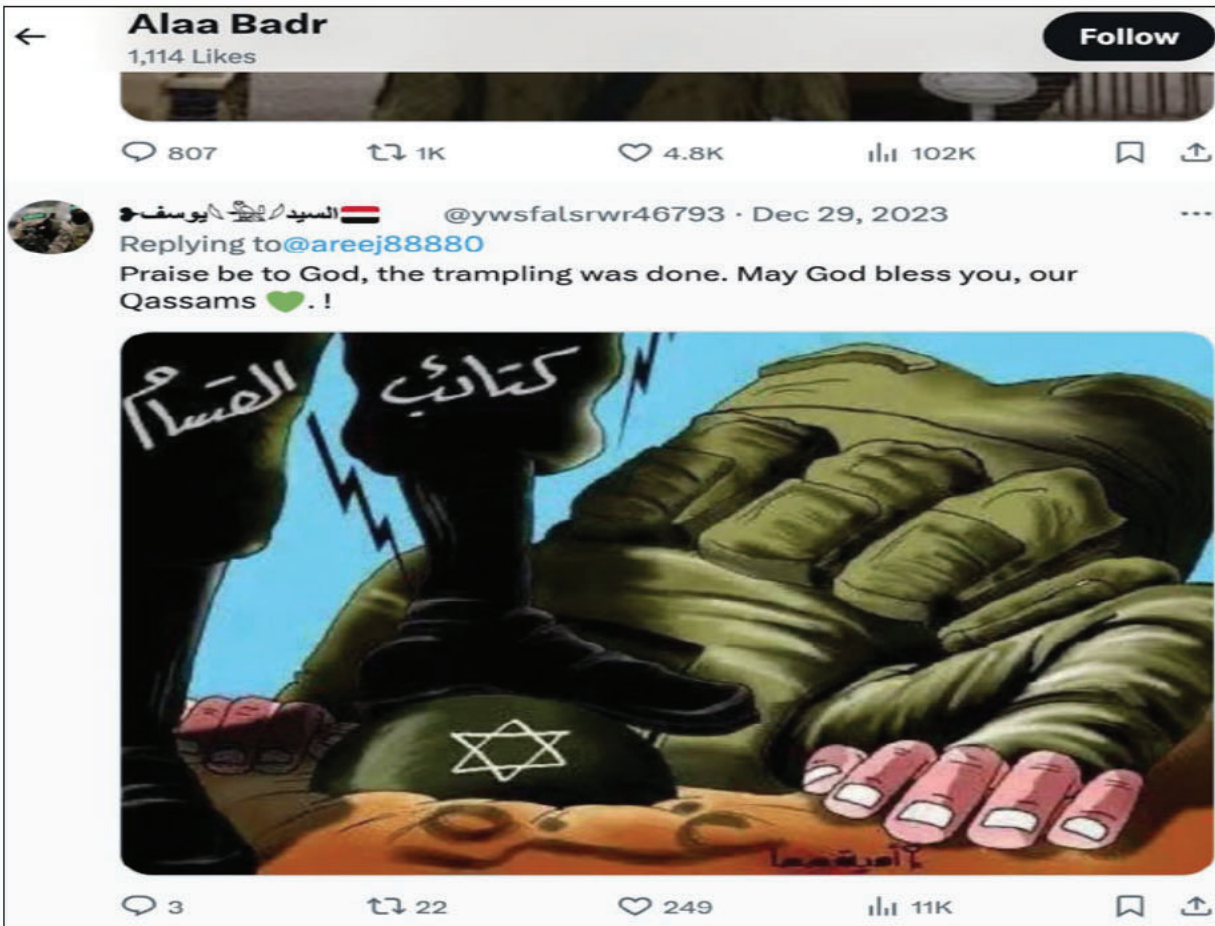 Alaa Badr
1,114 Likes
Follow
807 1K 4.8K 102K
السيد يوسف @ywsfalsrwr46793 · Dec 29, 2023
Replying to@areej88880
Praise be to God, the trampling was done. May God bless you, our
Qassams 💚. !
كتائب
القسام
3 22 249 11K